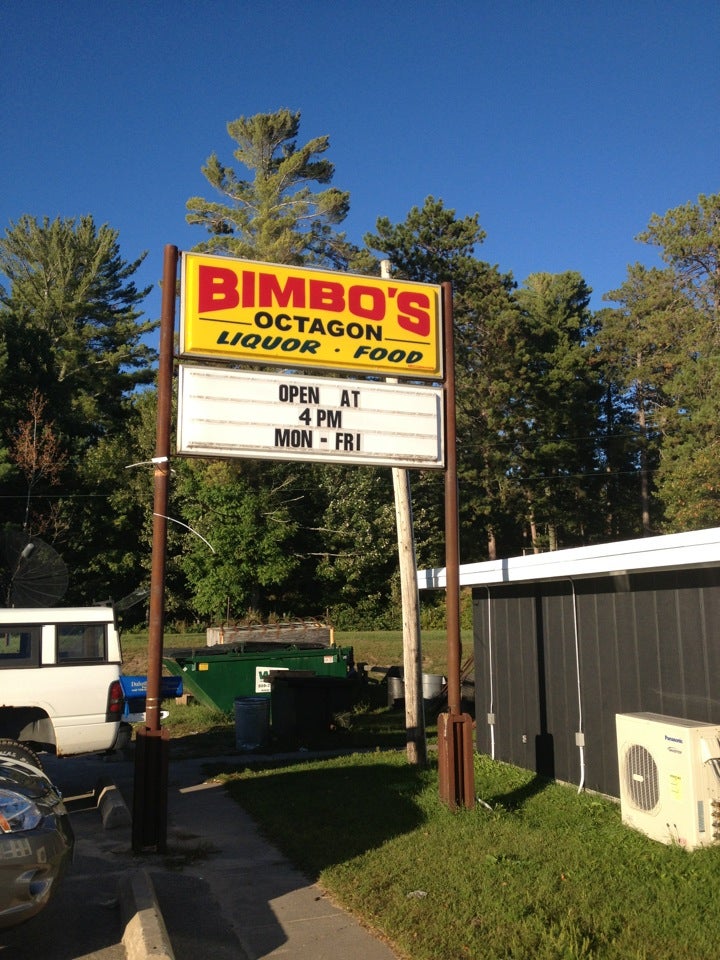 BIMBO'S
OCTAGON
LIQUOR · FOOD
OPEN AT
4 PM
MON - FRI
Panasonic